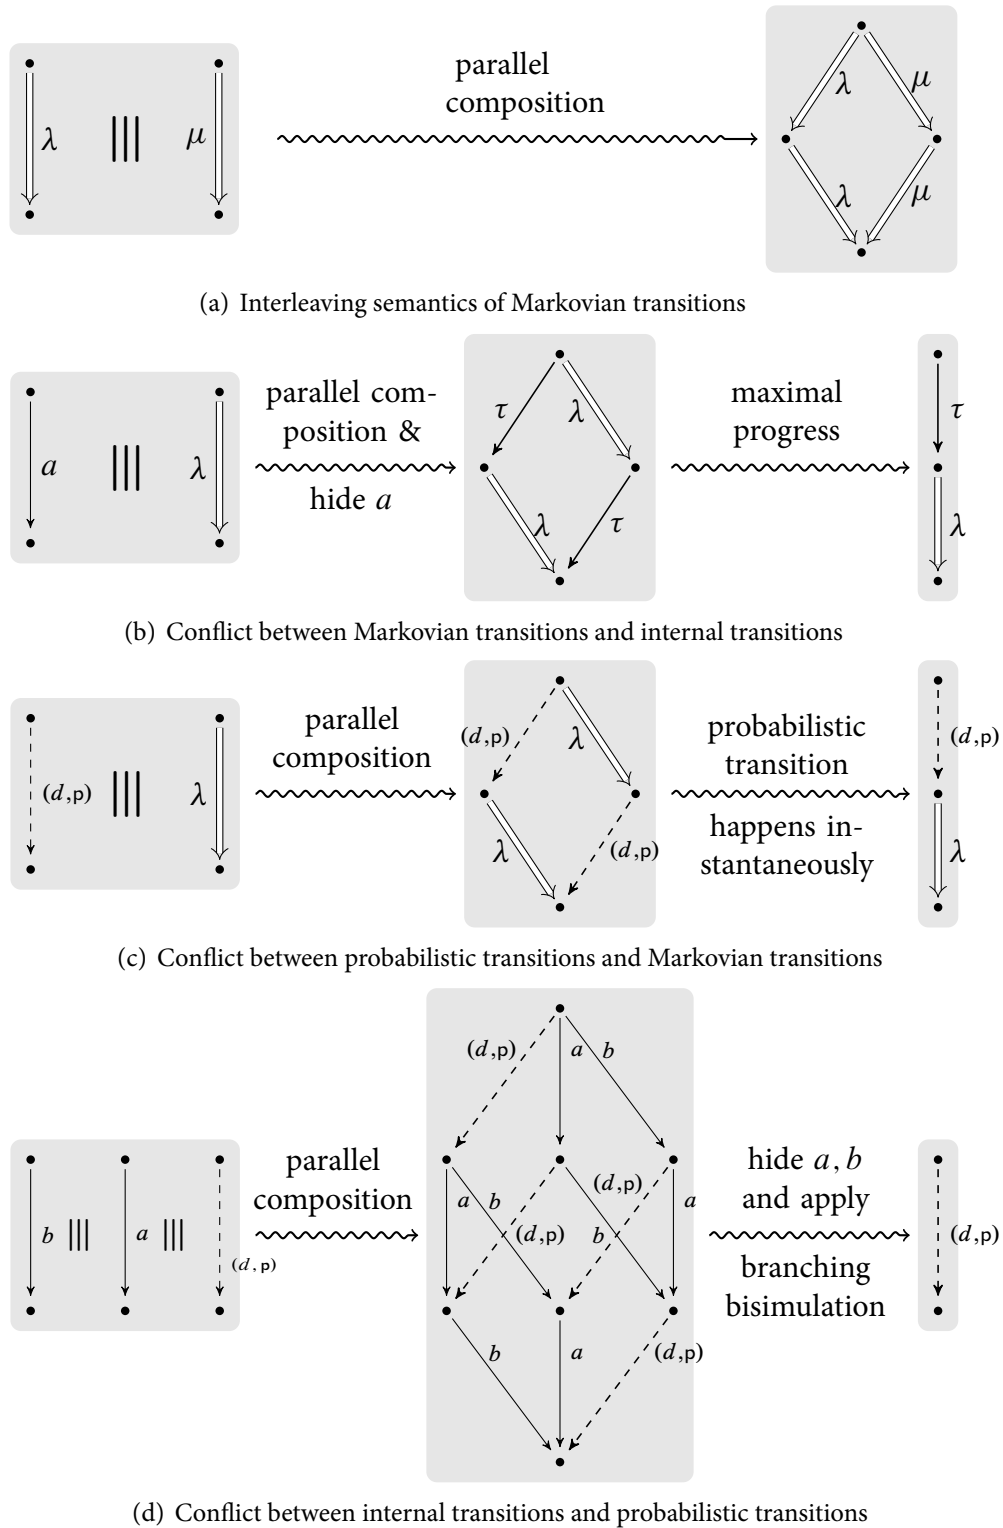 parallel
composition
λ
|||
μ
λ
μ
λ
μ
(a) Interleaving semantics of Markovian transitions
parallel com-
position &
hide a
a
|||
λ
τ
λ
λ
τ
maximal
progress
τ
λ
(b) Conflict between Markovian transitions and internal transitions
parallel
composition
(d,p)
|||
λ
(d,p)
λ
λ
(d,p)
probabilistic
transition
happens in-
stantaneously
(d,p)
λ
(c) Conflict between probabilistic transitions and Markovian transitions
b
|||
a
|||
(d,p)
parallel
composition
(d,p)
a
b
a
b
(d,p)
(d,p)
b
a
b
a
(d,p)
hide a, b
and apply
branching
bisimulation
(d,p)
(d) Conflict between internal transitions and probabilistic transitions